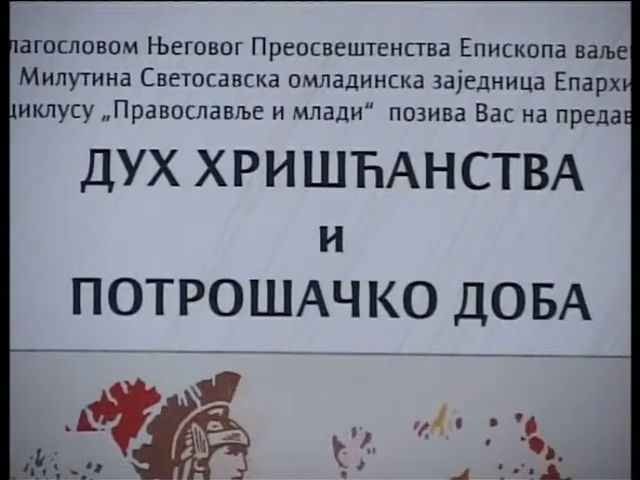 лагословом Његовог Преосвештенства Епископа ваље
Милутина Светосавска омладинска заједница Епархи
циклусу „Православље и млади“ позива Вас на предав
ДУХ ХРИШЋАНСТВА
и
ПОТРОШАЧКО ДОБА